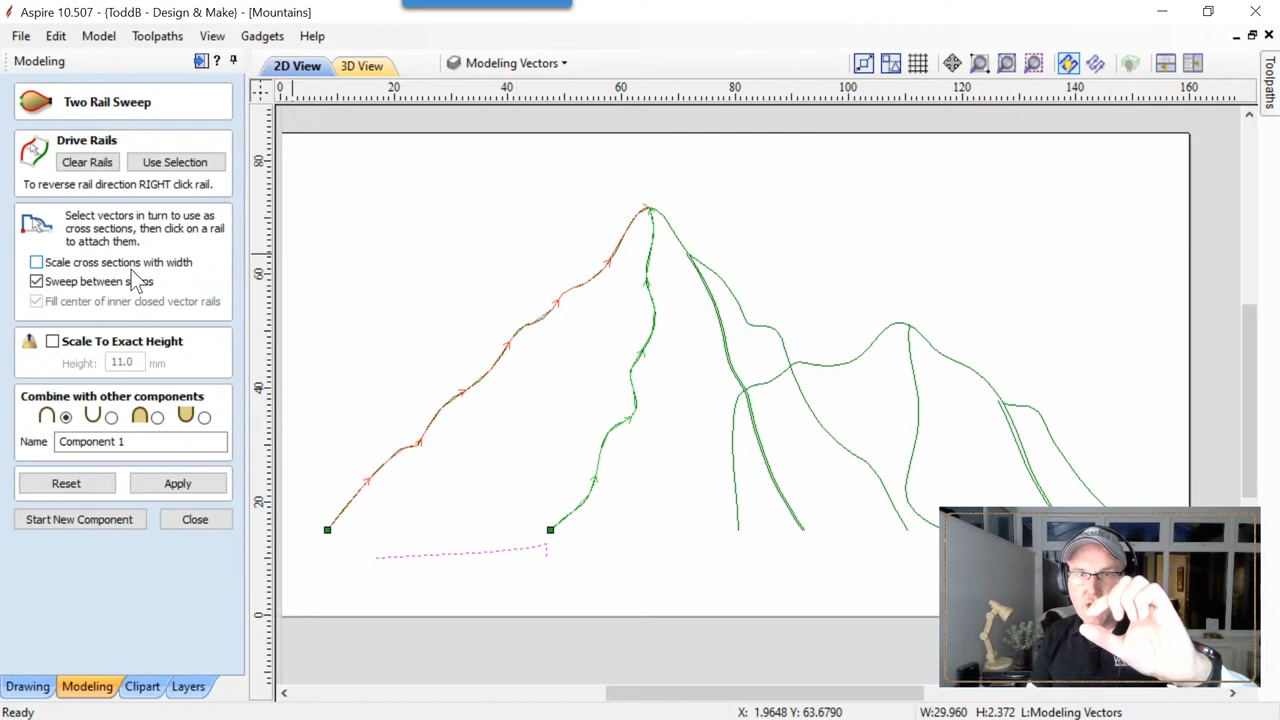 Aspire 10.507 - {ToddB - Design & Make} - [Mountains]
File Edit Model Toolpaths View Gadgets Help
Modeling
2D View
3D View
Modeling Vectors
Toolpaths
0 20 40 60 80 100 120 140 160
80
60
40
20
0
Two Rail Sweep
Drive Rails
Clear Rails
Use Selection
To reverse rail direction RIGHT click rail.
Select vectors in turn to use as
cross sections, then click on a rail
to attach them.
Scale cross sections with width
Sweep between
Fill center of inner closed vector rails
Scale To Exact Height
Height: 11.0 mm
Combine with other components
Name Component 1
Reset
Apply
Start New Component
Close
Drawing
Modeling
Clipart
Layers
Ready
X: 1.9648 Y: 63.6790
W:29.960 H:2.372 L:Modeling Vectors